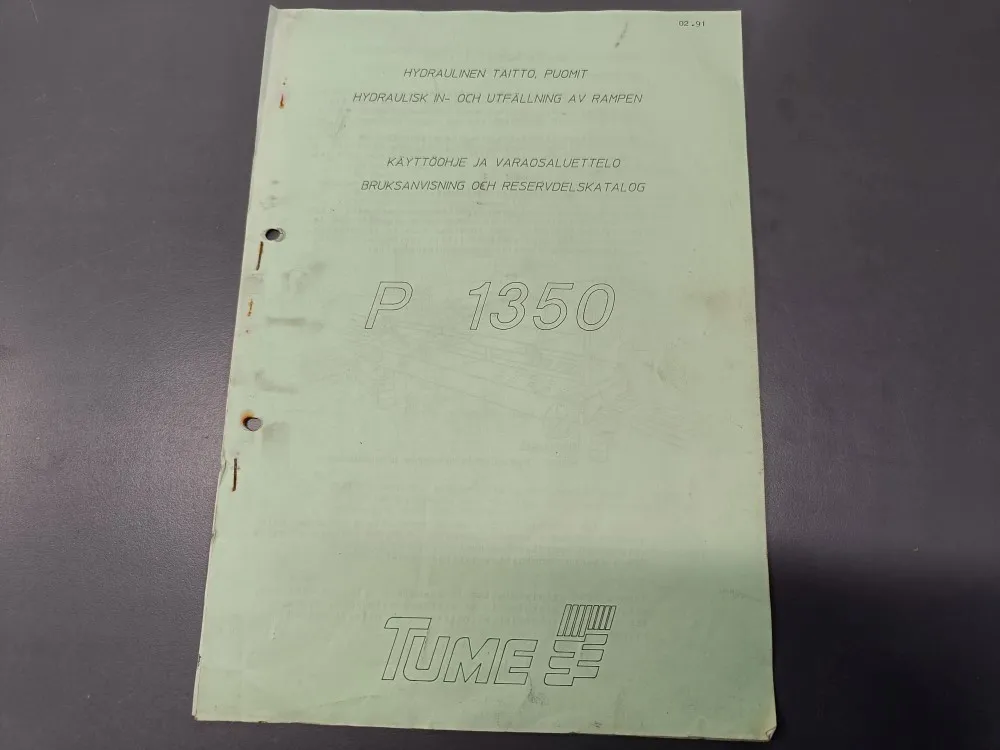 02.91
HYDRAULINEN TAITTO, PUOMIT
HYDRAULISK IN- OCH UTFÄLLNING AV RAMPEN
KÄYTTÖOHJE JA VARAOSALUETTELO
BRUKSANVISNING OCH RESERVDELSKATALOG
P 1350
TUME